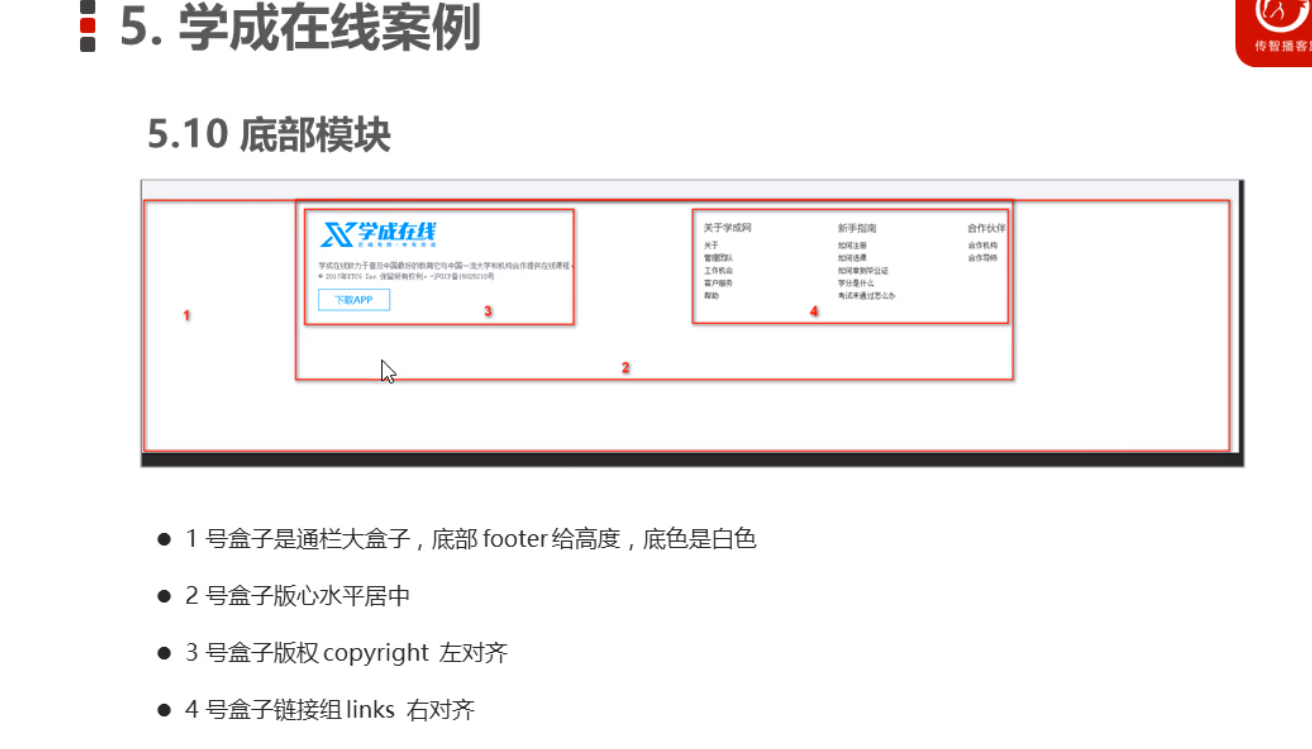 5. 学成在线案例
传智播客
5.10 底部模块
学成在线
学成在线致力于普及中国最好的教育它与中国一流大学和机构合作提供在线课程。
© 2017年XTCG Inc.保留所有权利。-沪ICP备15025210号
下载APP
关于学成网
关于
管理团队
工作机会
客户服务
帮助
新手指南
如何注册
如何选课
如何拿到毕业证
学分是什么
考试未通过怎么办
合作伙伴
合作机构
合作导师
1
3
4
2
● 1 号盒子是通栏大盒子，底部 footer 给高度，底色是白色
● 2 号盒子版心水平居中
● 3 号盒子版权 copyright 左对齐
● 4 号盒子链接组 links 右对齐